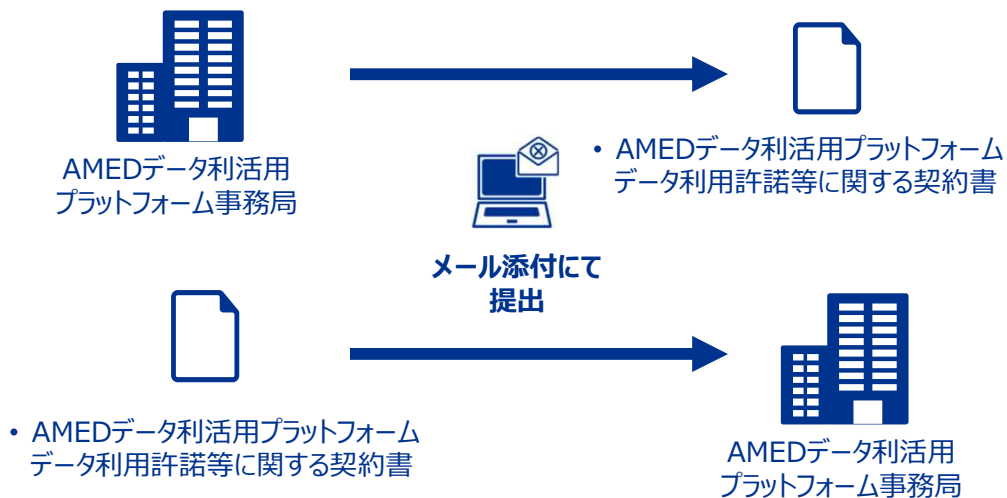 AMEDデータ利活用
プラットフォーム事務局
• AMEDデータ利活用プラットフォーム
データ利用許諾等に関する契約書
メール添付にて
提出
• AMEDデータ利活用プラットフォーム
データ利用許諾等に関する契約書
AMEDデータ利活用
プラットフォーム事務局